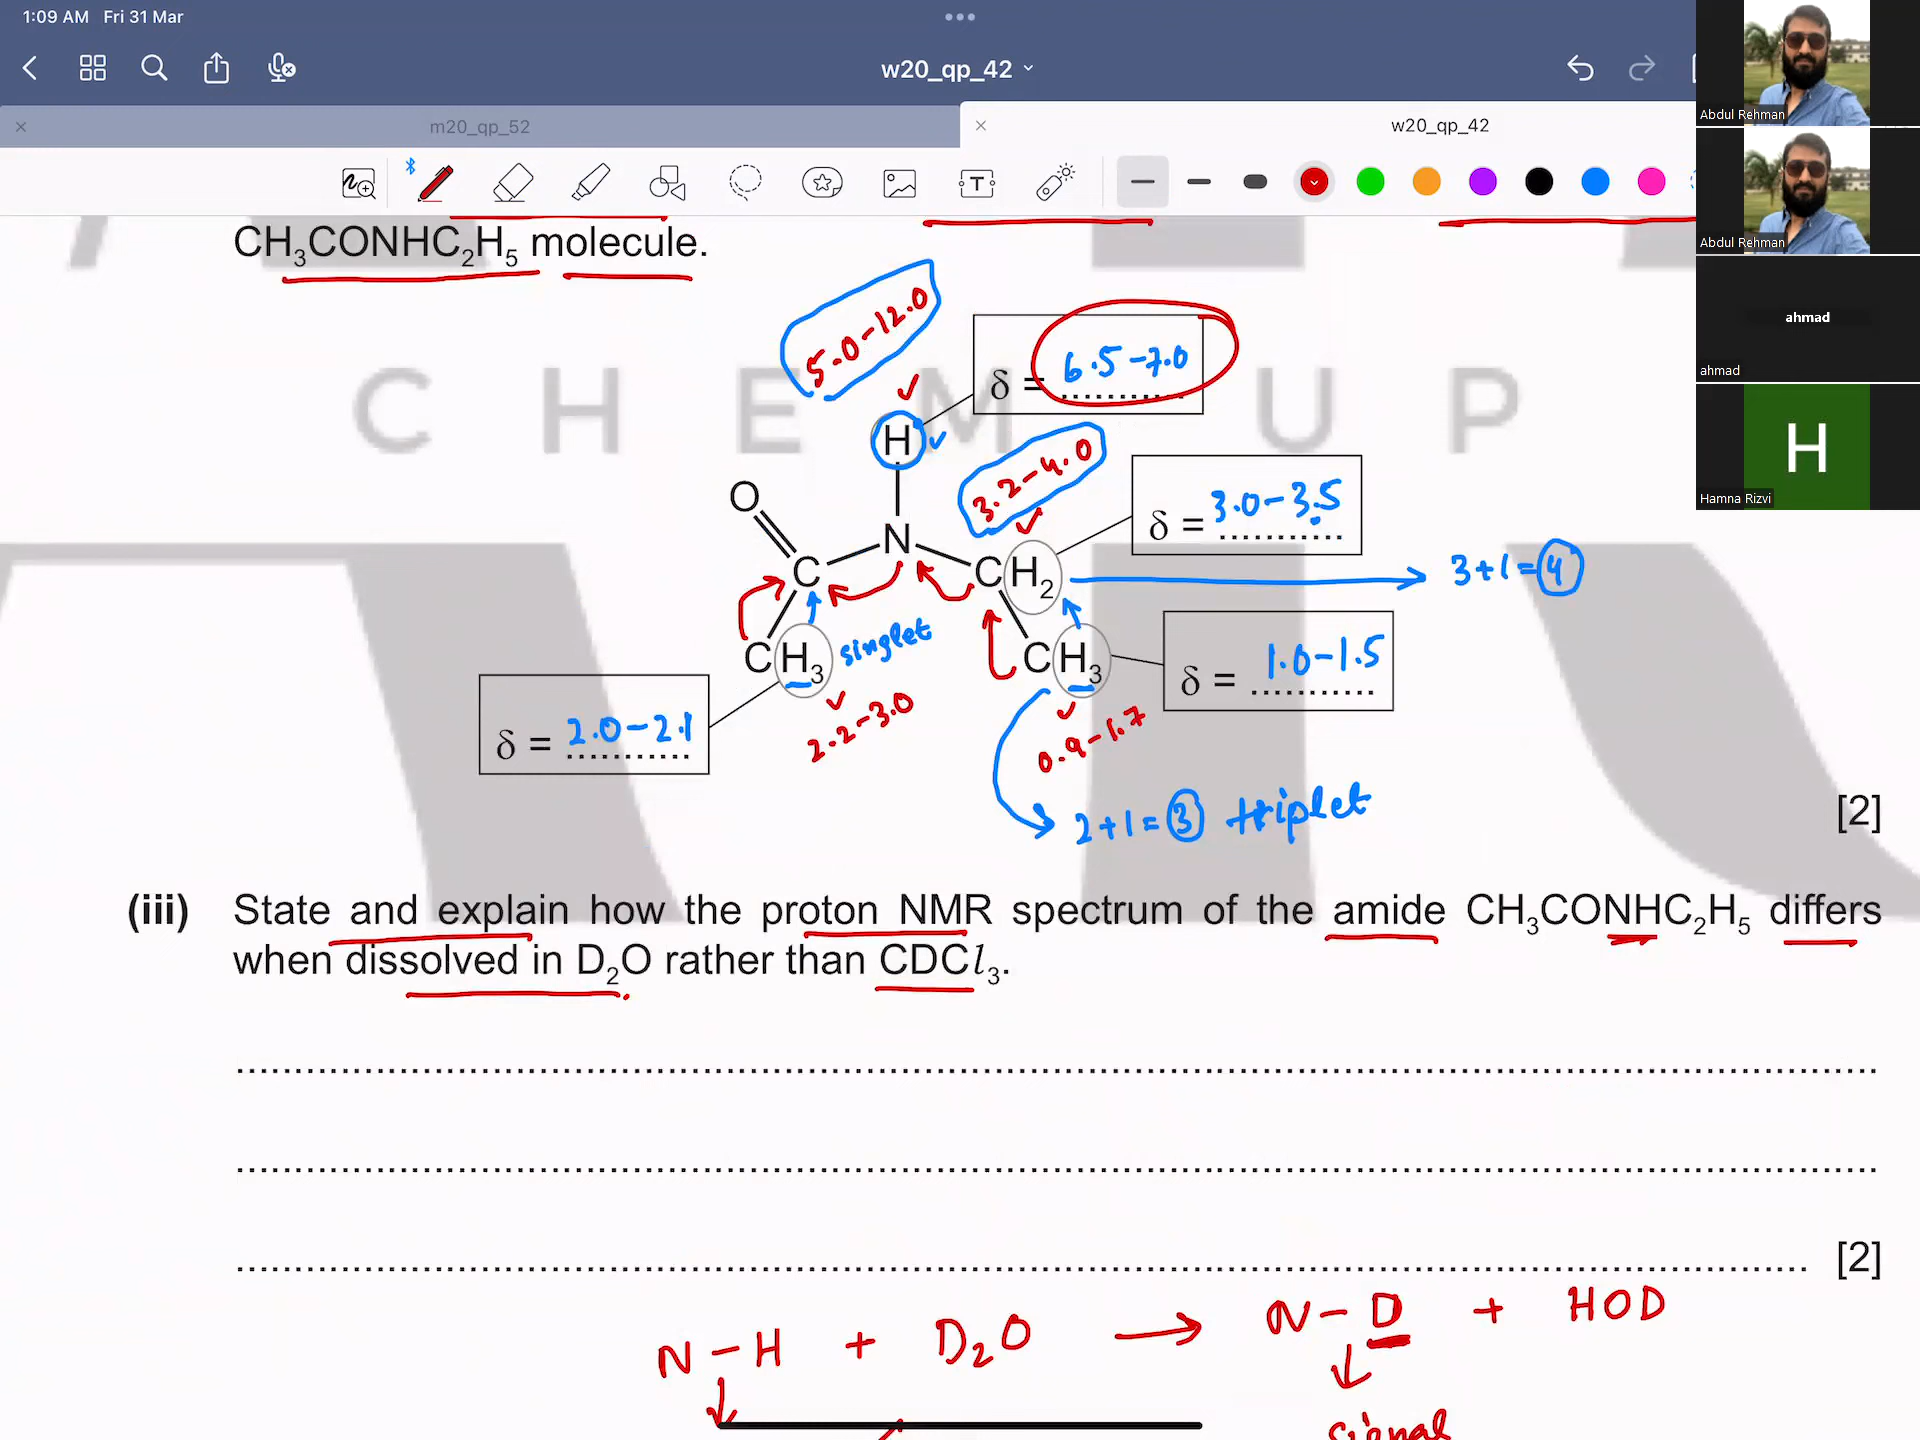 1:09 AM Fri 31 Mar
w20_qp_42
m20_qp_52
w20_qp_42
Abdul Rehman
Abdul Rehman
ahmad
ahmad
H
Hamna Rizvi
CH₃CONHC₂H₅ molecule.
CHEM UP
5.0-12.0
δ = 6.5-7.0
H
3.2-4.0
δ = 3.0-3.5
O
N
C
CH₂
3+1=4
CH₃
singlet
CH₃
δ = 1.0-1.5
2.2-3.0
0.9-1.7
δ = 2.0-2.1
2+1=3 triplet
[2]
(iii) State and explain how the proton NMR spectrum of the amide CH₃CONHC₂H₅ differs
when dissolved in D₂O rather than CDCl₃.
[2]
N-H + D₂O → N-D + HOD
signal